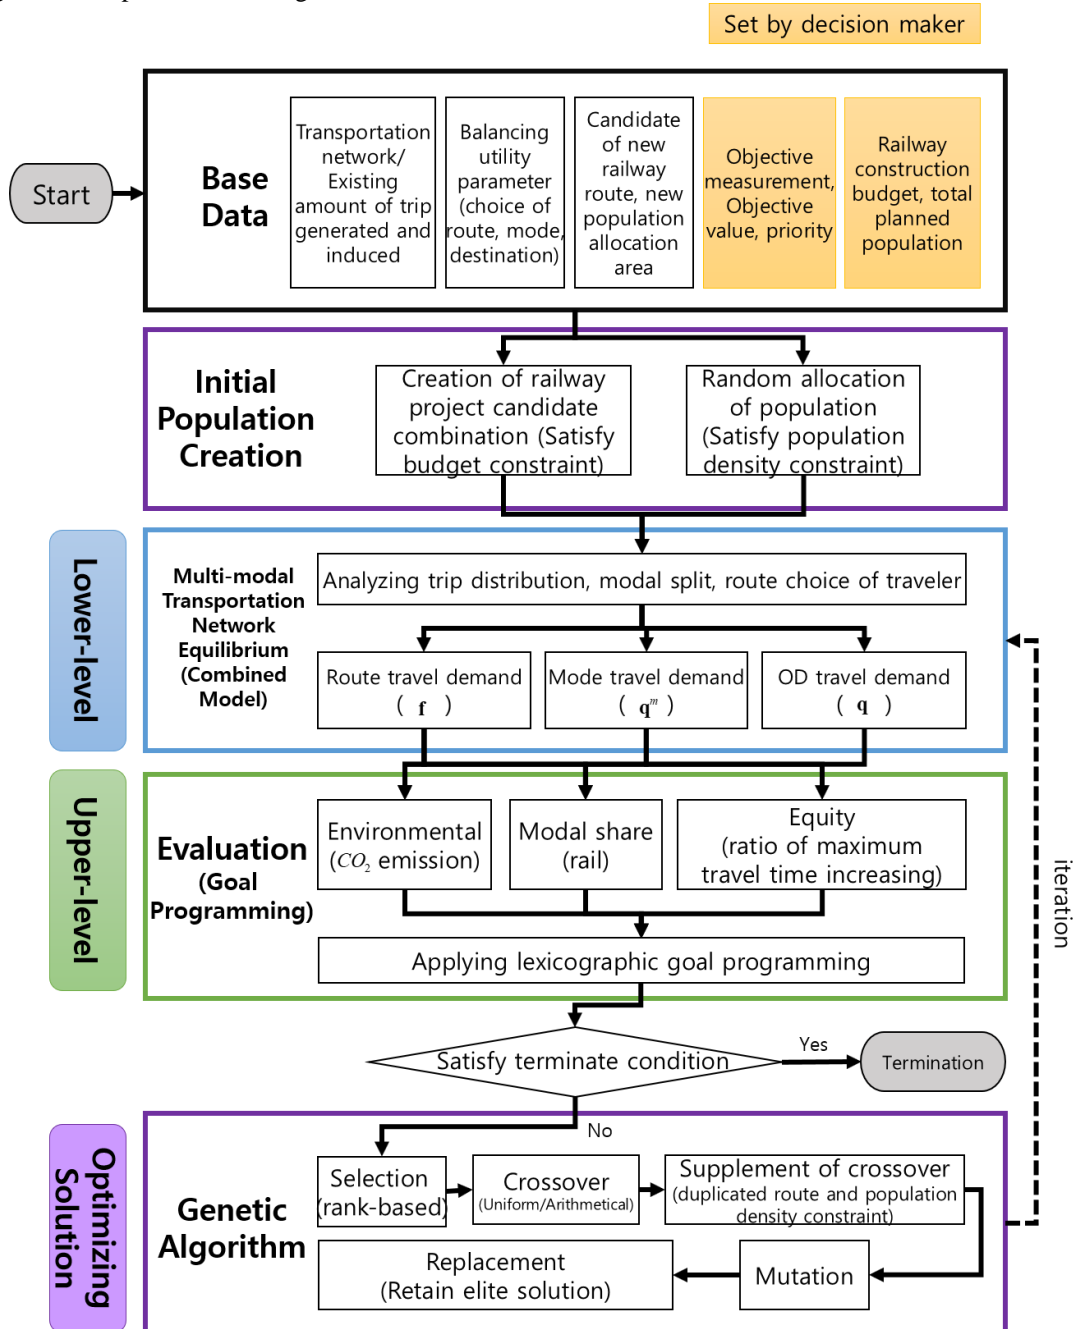 Set by decision maker
Start
Base
Data
Transportation
network/
Existing
amount of trip
generated and
induced
Balancing
utility
parameter
(choice of
route, mode,
destination)
Candidate
of new
railway
route, new
population
allocation
area
Objective
measurement,
Objective
value, priority
Railway
construction
budget, total
planned
population
Initial
Population
Creation
Creation of railway
project candidate
combination (Satisfy
budget constraint)
Random allocation
of population
(Satisfy population
density constraint)
Lower-level
Multi-modal
Transportation
Network
Equilibrium
(Combined
Model)
Analyzing trip distribution, modal split, route choice of traveler
Route travel demand
( f )
Mode travel demand
( q^m )
OD travel demand
( q )
Upper-level
Evaluation
(Goal
Programming)
Environmental
(CO₂ emission)
Modal share
(rail)
Equity
(ratio of maximum
travel time increasing)
Applying lexicographic goal programming
iteration
Satisfy terminate condition
Yes
Termination
No
Optimizing
Solution
Genetic
Algorithm
Selection
(rank-based)
Crossover
(Uniform/Arithmetical)
Supplement of crossover
(duplicated route and population
density constraint)
Replacement
(Retain elite solution)
Mutation